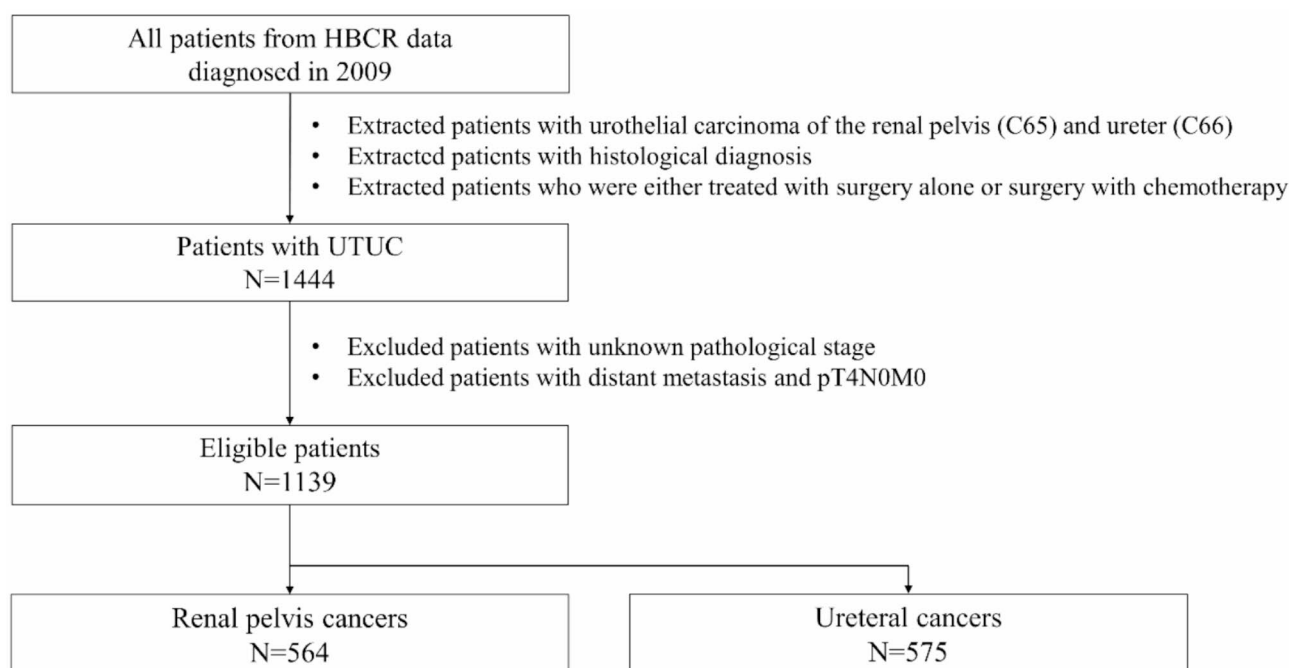 All patients from HBCR data
diagnosed in 2009
• Extracted patients with urothelial carcinoma of the renal pelvis (C65) and ureter (C66)
• Extracted patients with histological diagnosis
• Extracted patients who were either treated with surgery alone or surgery with chemotherapy
Patients with UTUC
N=1444
• Excluded patients with unknown pathological stage
• Excluded patients with distant metastasis and pT4N0M0
Eligible patients
N=1139
Renal pelvis cancers
N=564
Ureteral cancers
N=575